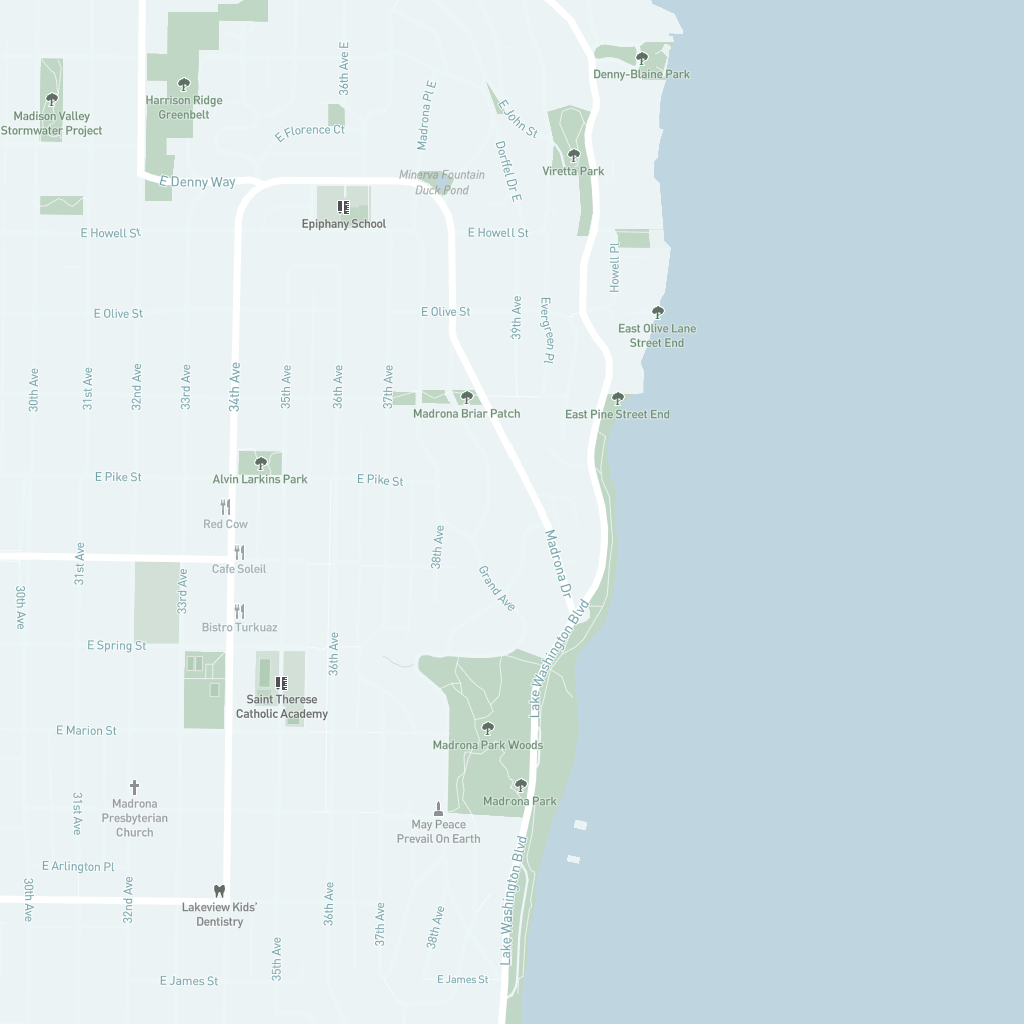 36th Ave E
Denny-Blaine Park
Madrona Pl E
Harrison Ridge
Greenbelt
Madison Valley
Stormwater Project
E John St
E Florence Ct
Dorffel Dr E
Viretta Park
Minerva Fountain
Duck Pond
E Denny Way
Epiphany School
E Howell St
E Howell St
Howell Pl
E Olive St
E Olive St
39th Ave
Evergreen Pl
East Olive Lane
Street End
30th Ave
31st Ave
32nd Ave
33rd Ave
34th Ave
35th Ave
36th Ave
37th Ave
Madrona Briar Patch
East Pine Street End
E Pike St
Alvin Larkins Park
E Pike St
Red Cow
38th Ave
Madrona Dr
31st Ave
Cafe Soleil
33rd Ave
Grand Ave
30th Ave
Bistro Turkuaz
E Spring St
36th Ave
Lake Washington Blvd
Saint Therese
Catholic Academy
E Marion St
Madrona Park Woods
Madrona Park
31st Ave
Madrona
Presbyterian
Church
May Peace
Prevail On Earth
E Arlington Pl
Lake Washington Blvd
30th Ave
32nd Ave
Lakeview Kids'
Dentistry
36th Ave
37th Ave
38th Ave
35th Ave
E James St
E James St